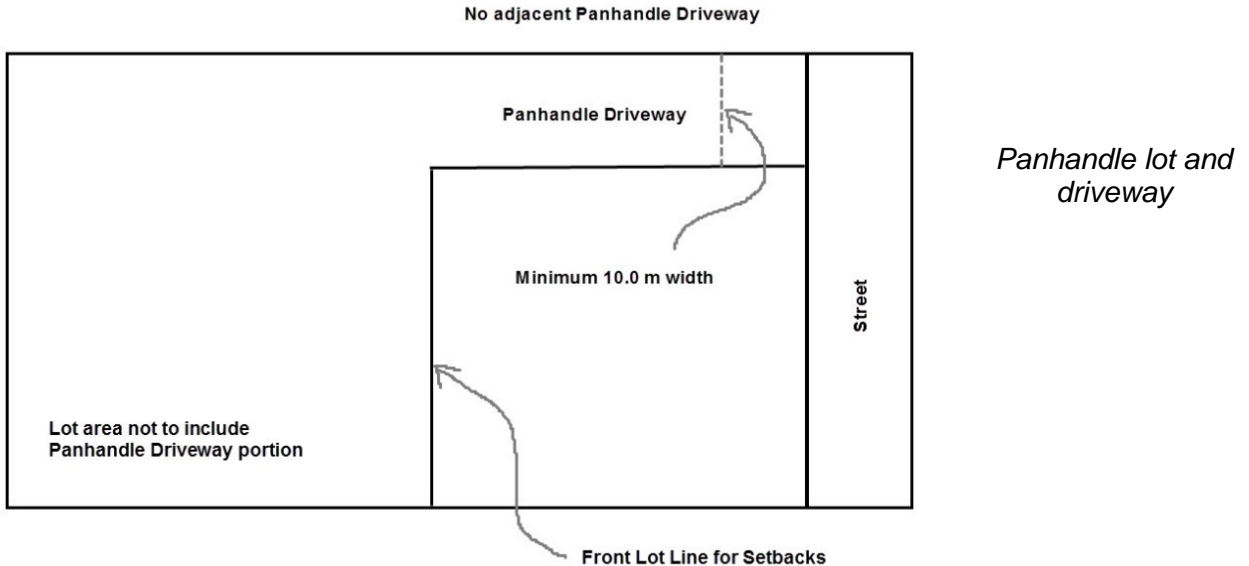 No adjacent Panhandle Driveway
Panhandle Driveway
Panhandle lot and
driveway
Minimum 10.0 m width
Street
Lot area not to include
Panhandle Driveway portion
Front Lot Line for Setbacks